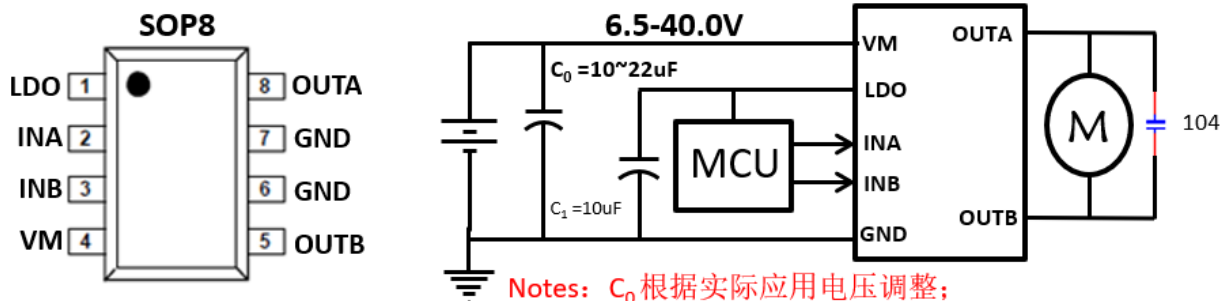 SOP8
LDO 1 8 OUTA
INA 2 7 GND
INB 3 6 GND
VM 4 5 OUTB
6.5-40.0V
VM OUTA
C₀ =10~22uF
LDO
MCU
INA
INB
M
104
C₁ =10uF
OUTB
GND
Notes: C₀根据实际应用电压调整；